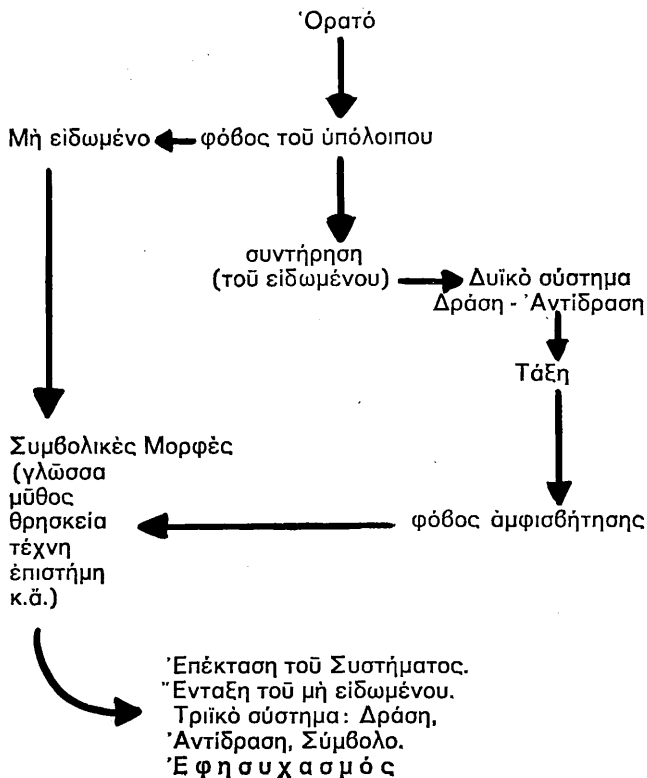 Ὁρατό
Μὴ εἰδωμένο
φόβος τοῦ ὑπόλοιπου
συντήρηση
(τοῦ εἰδωμένου)
Δυϊκὸ σύστημα
Δράση - Ἀντίδραση
Τάξη
Συμβολικὲς Μορφὲς
(γλῶσσα
μῦθος
θρησκεία
τέχνη
ἐπιστήμη
κ.ἄ.)
φόβος ἀμφισβήτησης
Ἐπέκταση τοῦ Συστήματος.
Ἔνταξη τοῦ μὴ εἰδωμένου.
Τριϊκὸ σύστημα: Δράση,
Ἀντίδραση, Σύμβολο.
Ἐφησυχασμός